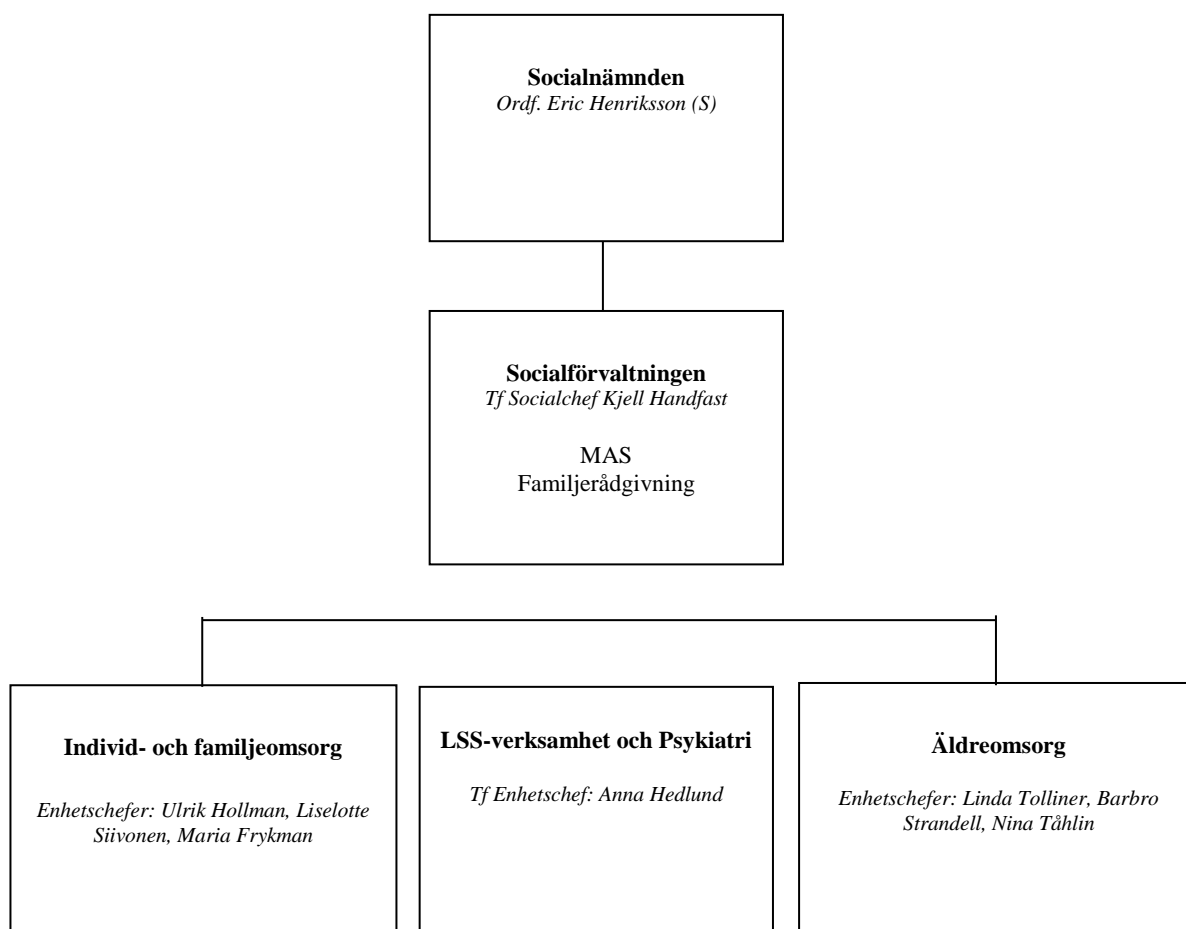 Socialnämnden
Ordf. Eric Henriksson (S)
Socialförvaltningen
Tf Socialchef Kjell Handfast
MAS
Familjerådgivning
Individ- och familjeomsorg
Enhetschefer: Ulrik Hollman, Liselotte
Siivonen, Maria Frykman
LSS-verksamhet och Psykiatri
Tf Enhetschef: Anna Hedlund
Äldreomsorg
Enhetschefer: Linda Tolliner, Barbro
Strandell, Nina Tåhlin